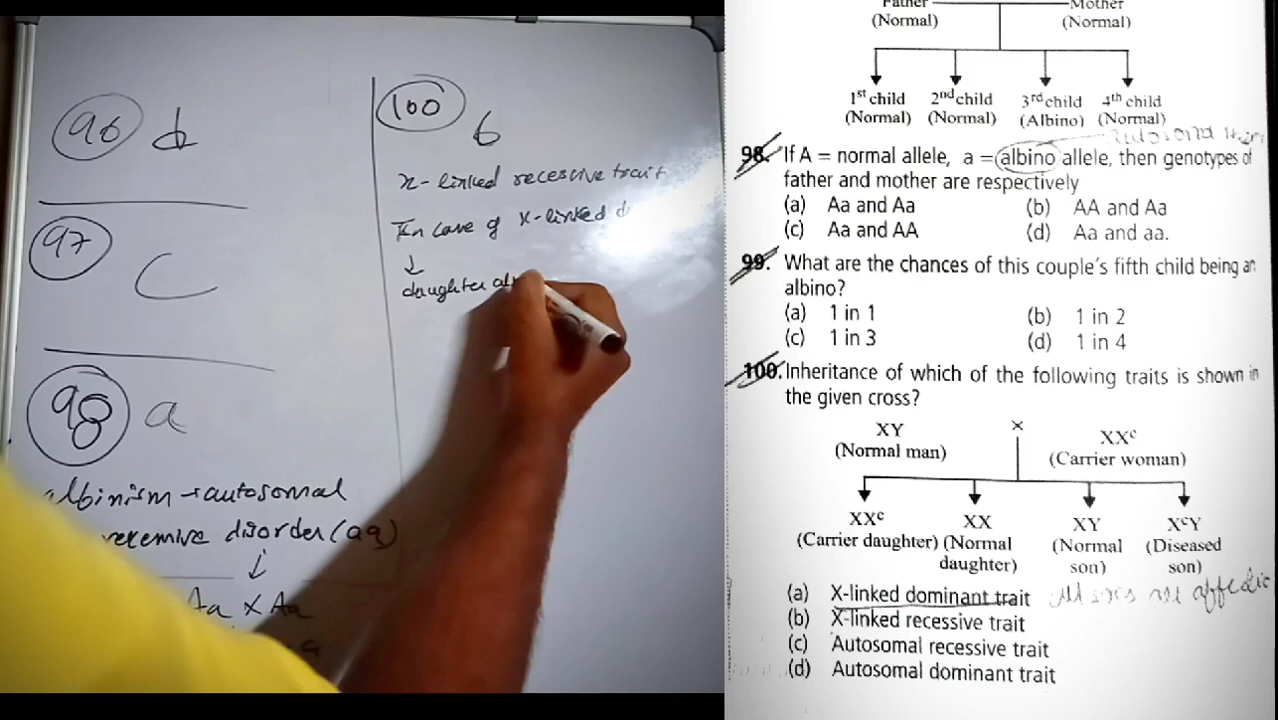 96 b
97 C
98 a
albinism → autosomal
recemive disorder (aa)
↓
Aa × Aa
100 b
x-linked recessive trait
In case of x-linked
↓
daughter
Father Mother
(Normal) (Normal)
1st child 2nd child 3rd child 4th child
(Normal) (Normal) (Albino) (Normal)
98. If A = normal allele, a = albino allele, then genotypes of
father and mother are respectively
(a) Aa and Aa (b) AA and Aa
(c) Aa and AA (d) Aa and aa.
99. What are the chances of this couple's fifth child being an
albino?
(a) 1 in 1 (b) 1 in 2
(c) 1 in 3 (d) 1 in 4
100. Inheritance of which of the following traits is shown in
the given cross?
XY × XXᶜ
(Normal man) (Carrier woman)
XXᶜ XX XY XᶜY
(Carrier daughter) (Normal (Normal (Diseased
daughter) son) son)
(a) X-linked dominant trait
(b) X-linked recessive trait
(c) Autosomal recessive trait
(d) Autosomal dominant trait